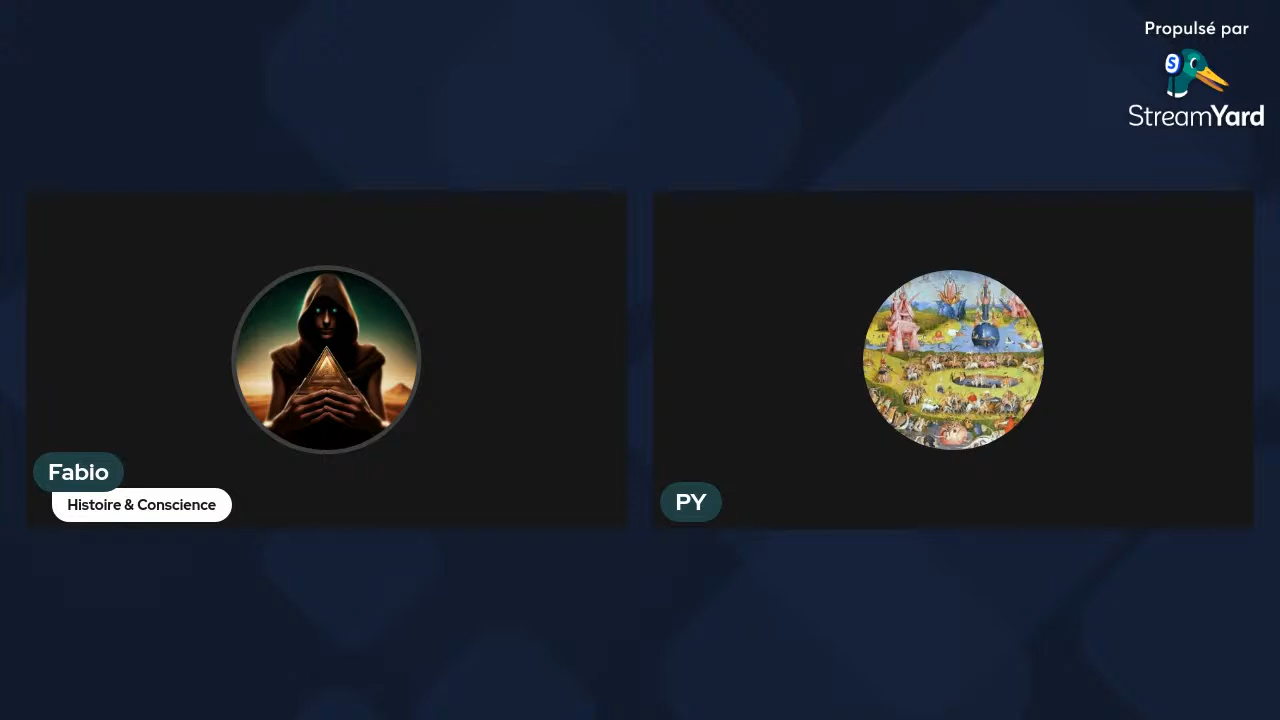 Propulsé par
S
StreamYard
Fabio
Histoire & Conscience
PY